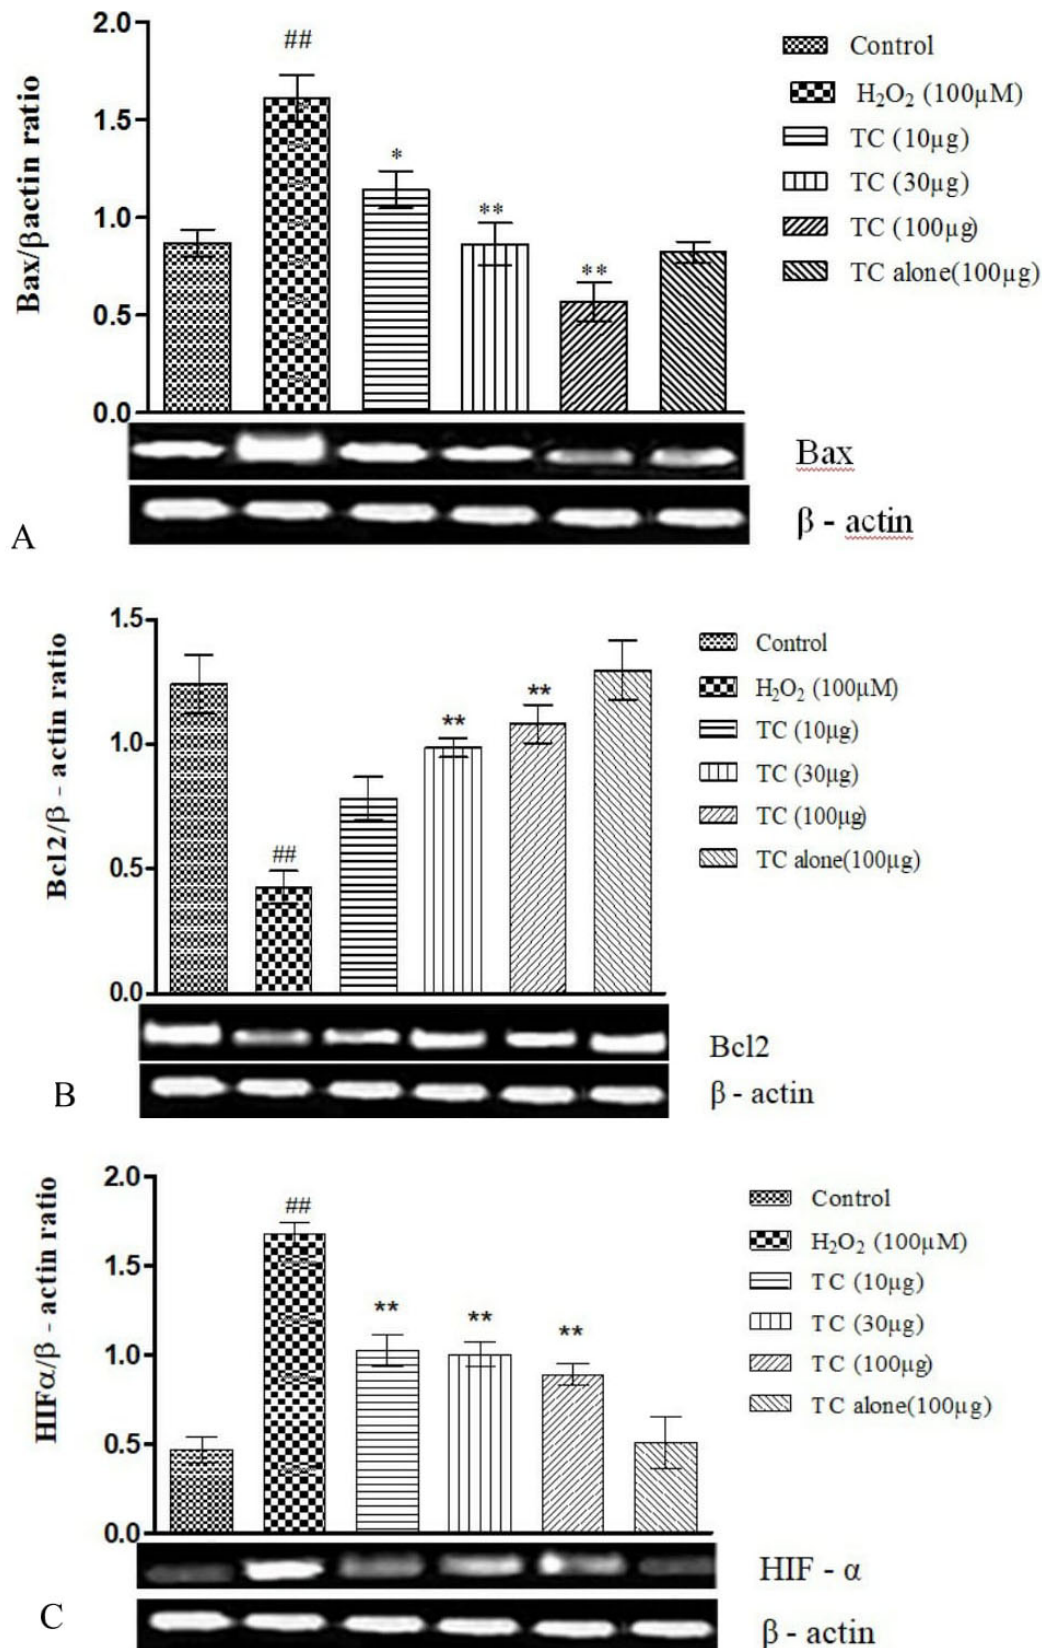 2.0
1.5
1.0
0.5
0.0
Bax/βactin ratio
##
*
**
**
Control
H₂O₂ (100µM)
TC (10µg)
TC (30µg)
TC (100µg)
TC alone(100µg)
Bax
β - actin
A
1.5
1.0
0.5
0.0
Bcl2/β - actin ratio
##
**
**
Control
H₂O₂ (100µM)
TC (10µg)
TC (30µg)
TC (100µg)
TC alone(100µg)
Bcl2
β - actin
B
2.0
1.5
1.0
0.5
0.0
HIFα/β - actin ratio
##
**
**
**
Control
H₂O₂ (100µM)
TC (10µg)
TC (30µg)
TC (100µg)
TC alone(100µg)
HIF - α
β - actin
C